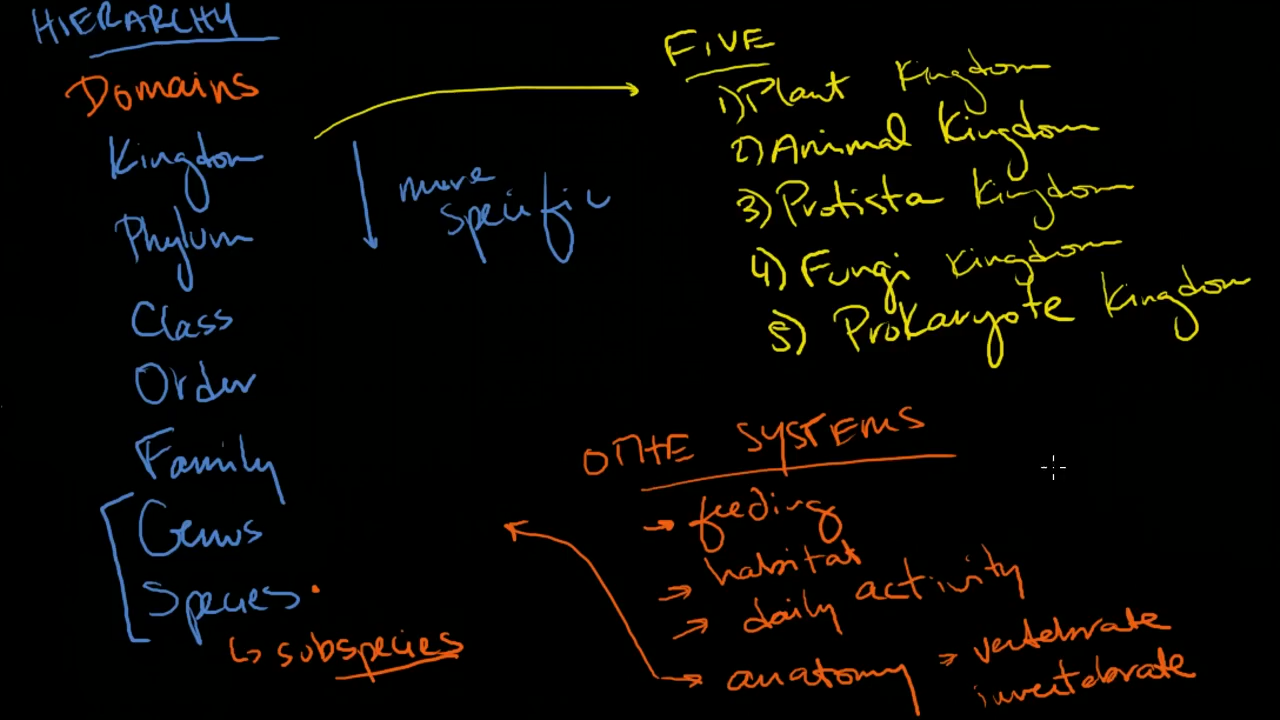 HIERARCHY
Domains
Kingdom
Phylum
Class
Order
Family
Genus
Species
↳ subspecies
more
specific
FIVE
1) Plant Kingdom
2) Animal Kingdom
3) Protista Kingdom
4) Fungi Kingdom
5) Prokaryote Kingdom
OTHE SYSTEMS
→ feeding
→ habitat
→ daily activity
→ anatomy → vertebrate
invertebrate